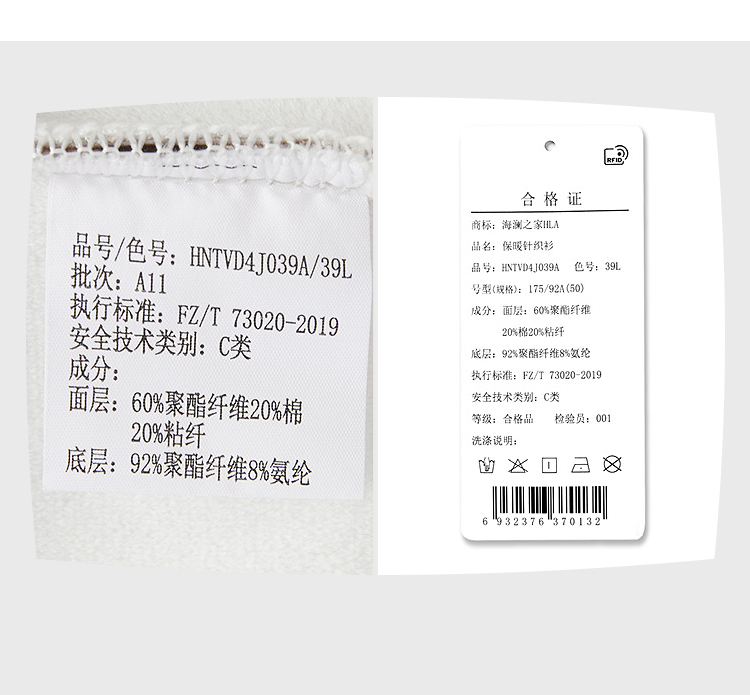 品号/色号: HNTVD4J039A/39L
批次: A11
执行标准: FZ/T 73020-2019
安全技术类别: C类
成分:
面层: 60%聚酯纤维20%棉
20%粘纤
底层: 92%聚酯纤维8%氨纶
RFID
合格证
商标: 海澜之家HLA
品名: 保暖针织衫
品号: HNTVD4J039A 色号: 39L
号型(规格): 175/92A(50)
成分: 面层: 60%聚酯纤维
20%棉20%粘纤
底层: 92%聚酯纤维8%氨纶
执行标准: FZ/T 73020-2019
安全技术类别: C类
等级: 合格品 检验员: 001
洗涤说明:
6 932376 370132